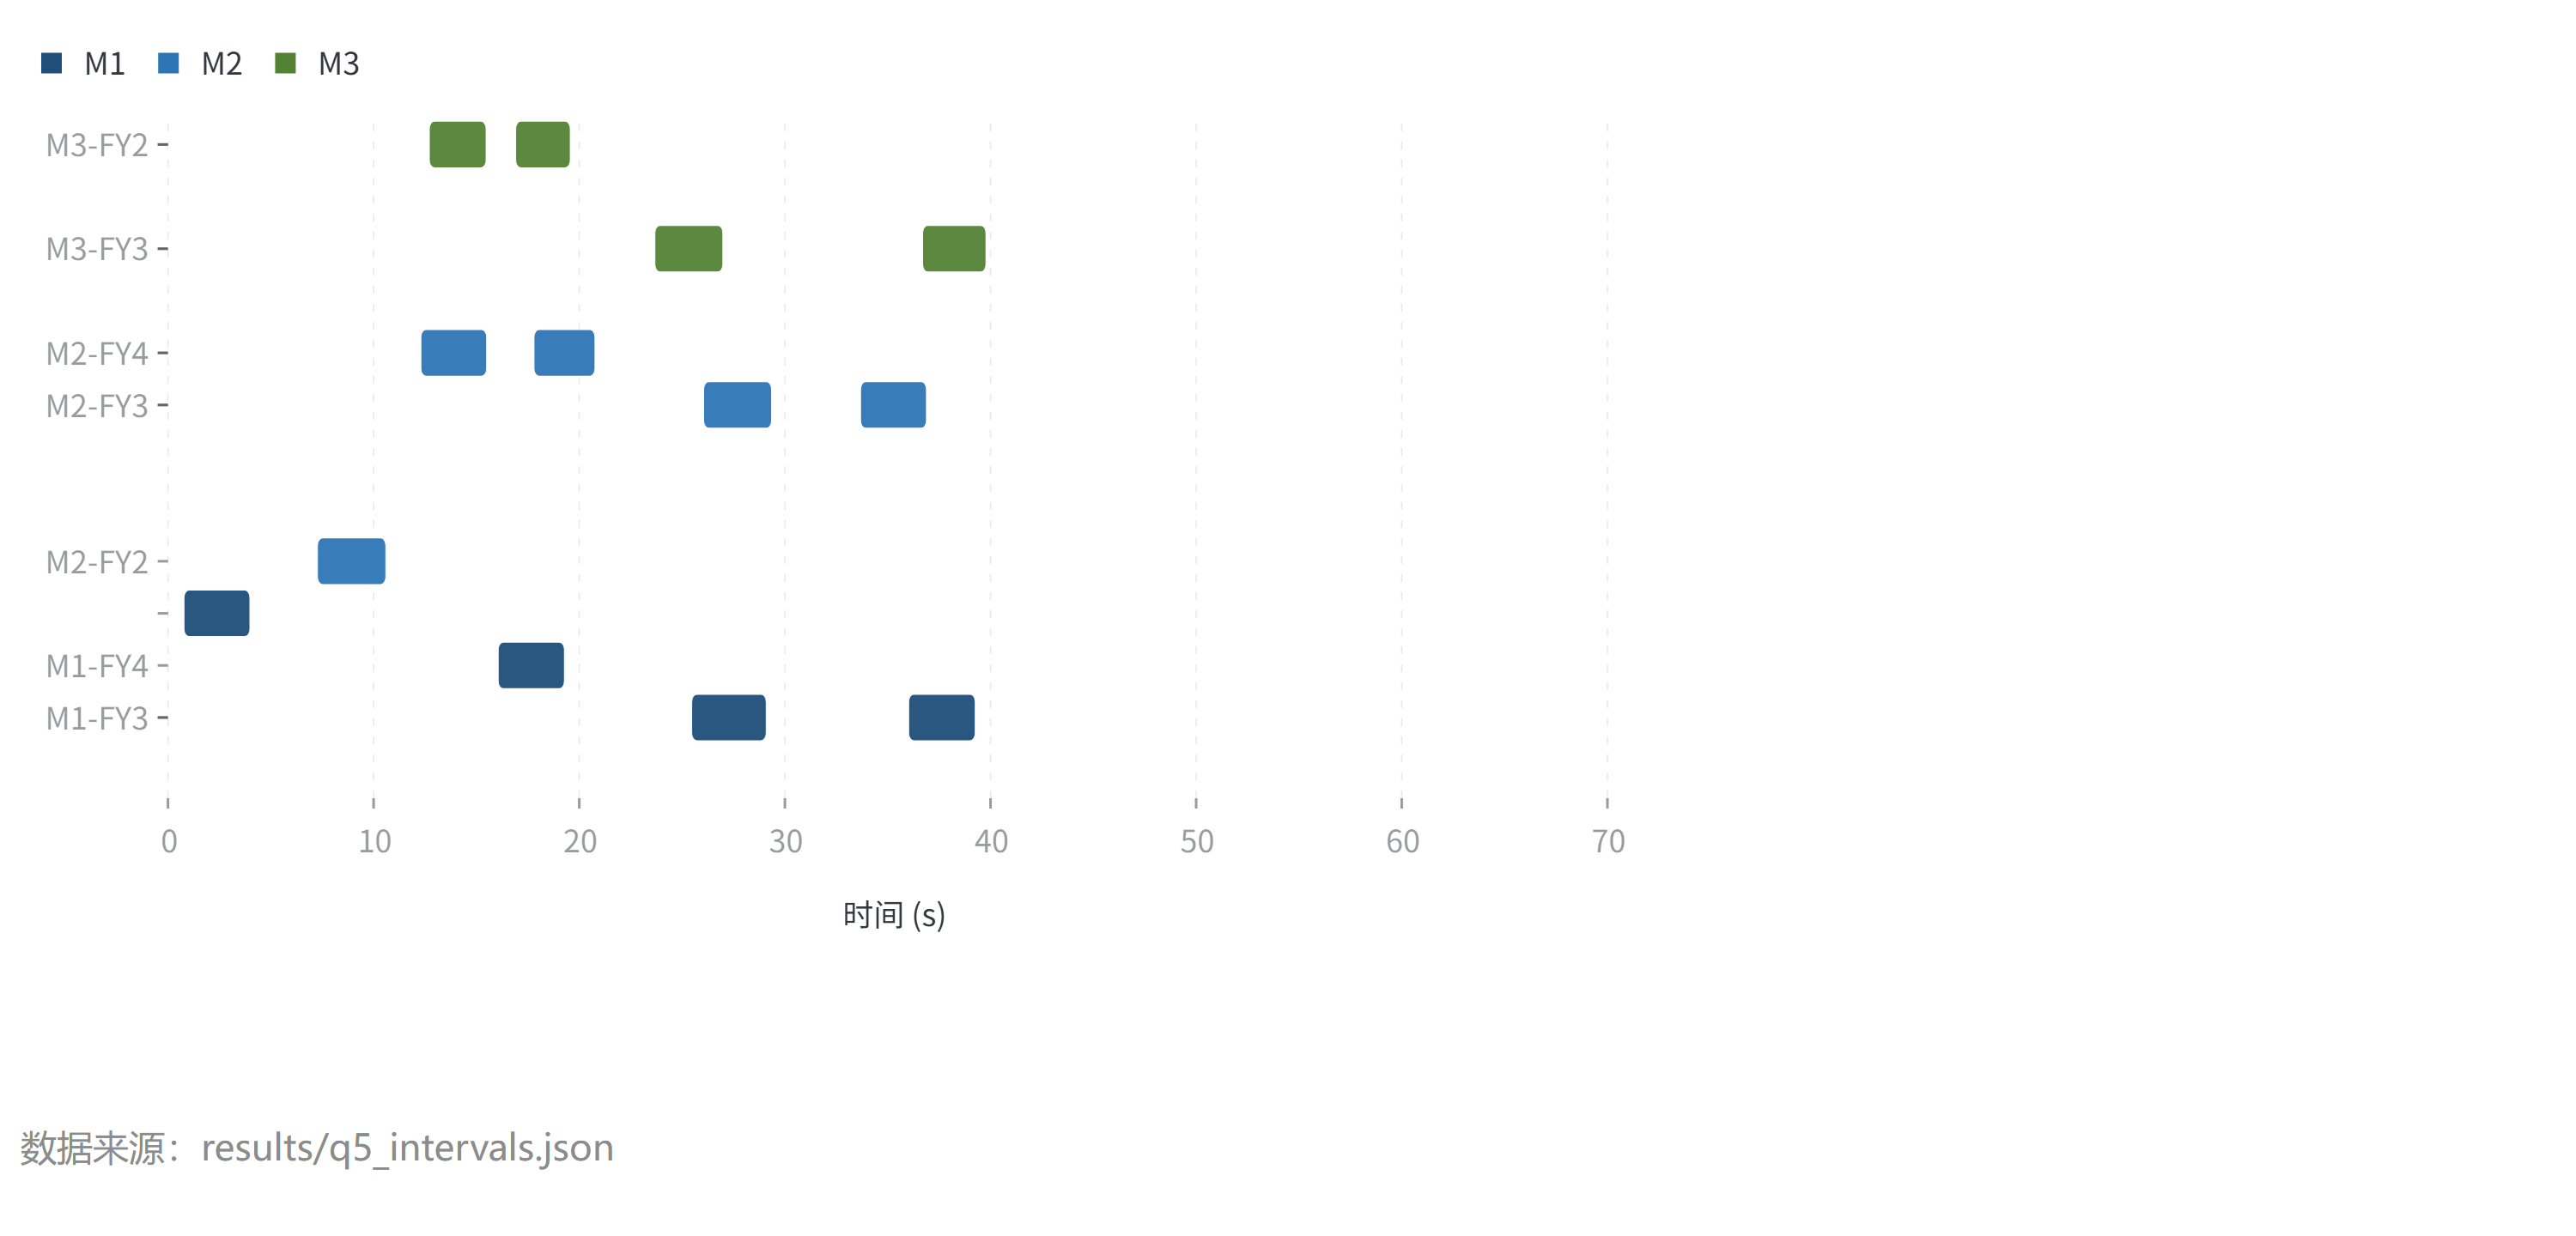 M1 M2 M3
M3-FY2
M3-FY3
M2-FY4
M2-FY3
M2-FY2
M1-FY4
M1-FY3
0 10 20 30 40 50 60 70
时间 (s)
数据来源：results/q5_intervals.json